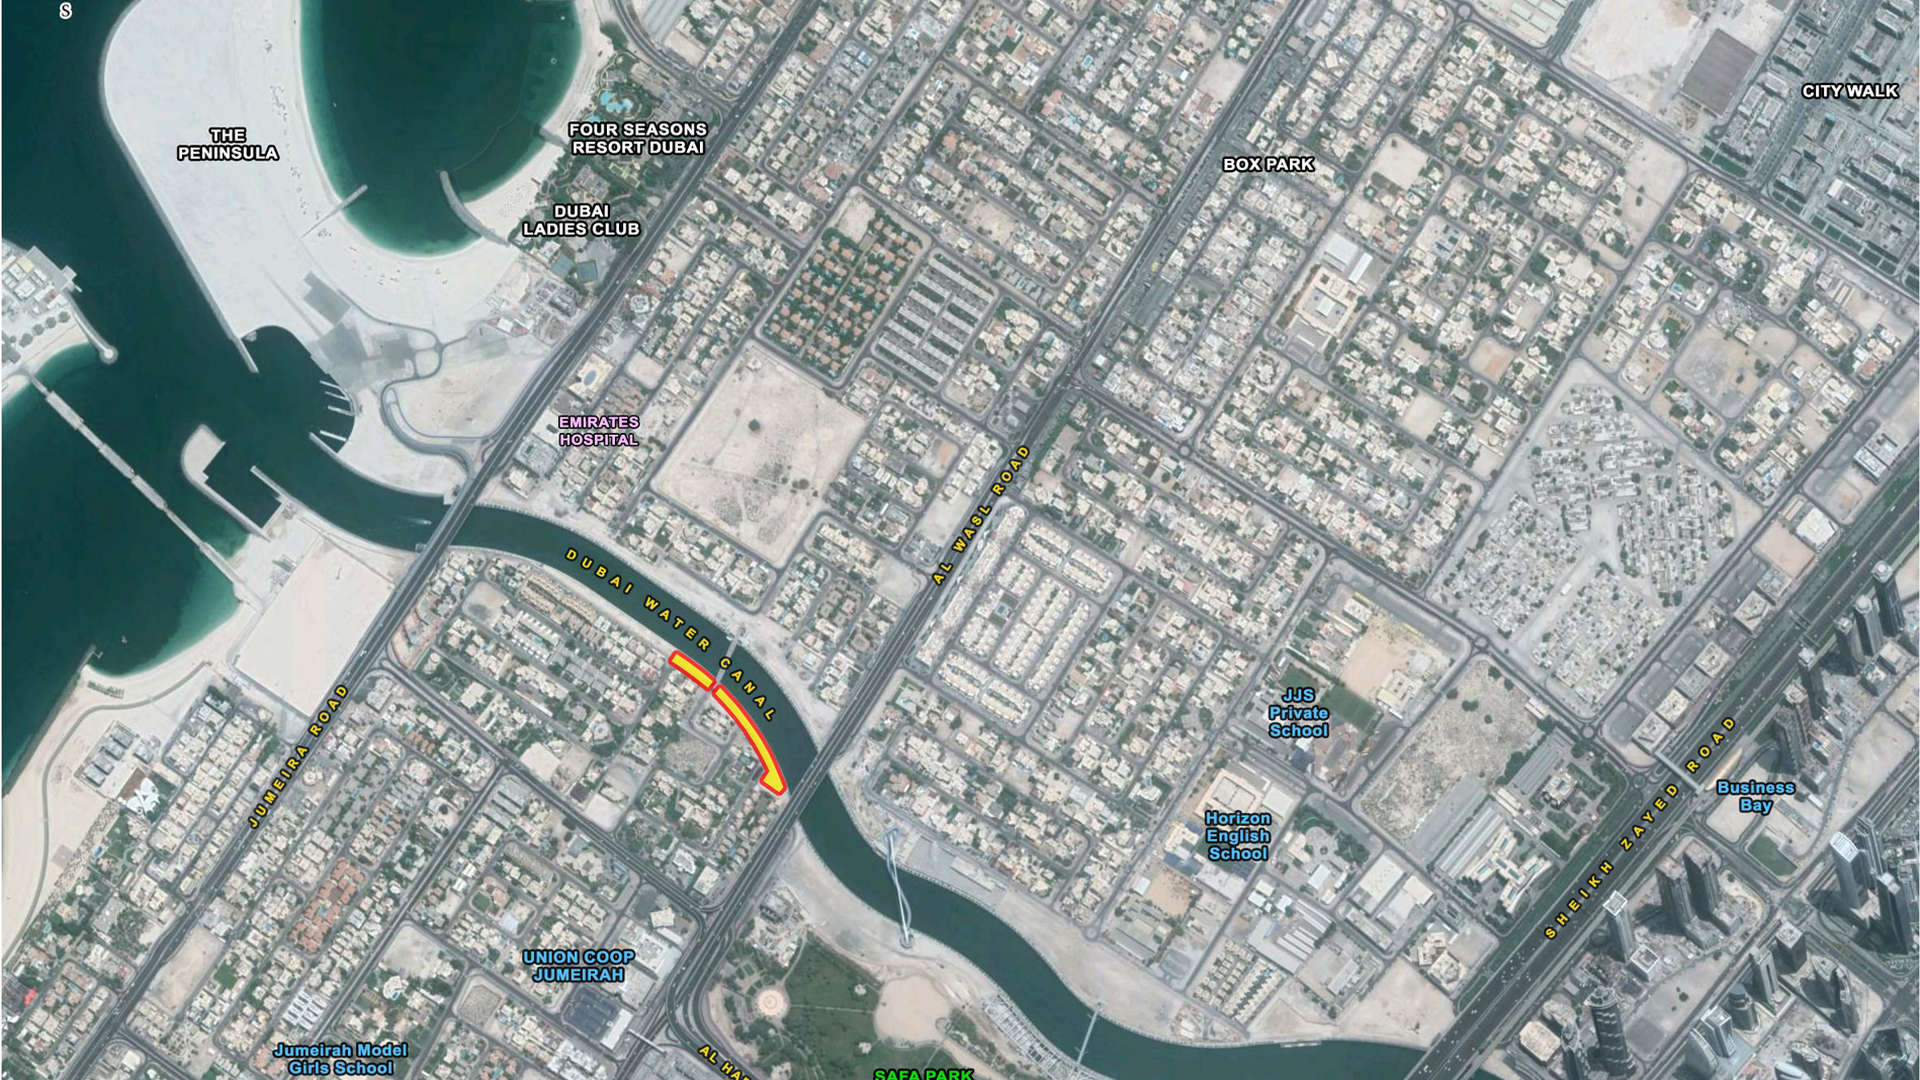 S
CITY WALK
THE
PENINSULA
FOUR SEASONS
RESORT DUBAI
BOX PARK
DUBAI
LADIES CLUB
EMIRATES
HOSPITAL
AL WASL ROAD
DUBAI WATER CANAL
JUMEIRA ROAD
JJS
Private
School
SHEIKH ZAYED ROAD
Business
Bay
Horizon
English
School
UNION COOP
JUMEIRAH
Jumeirah Model
Girls School
AL HA
SAFA PARK